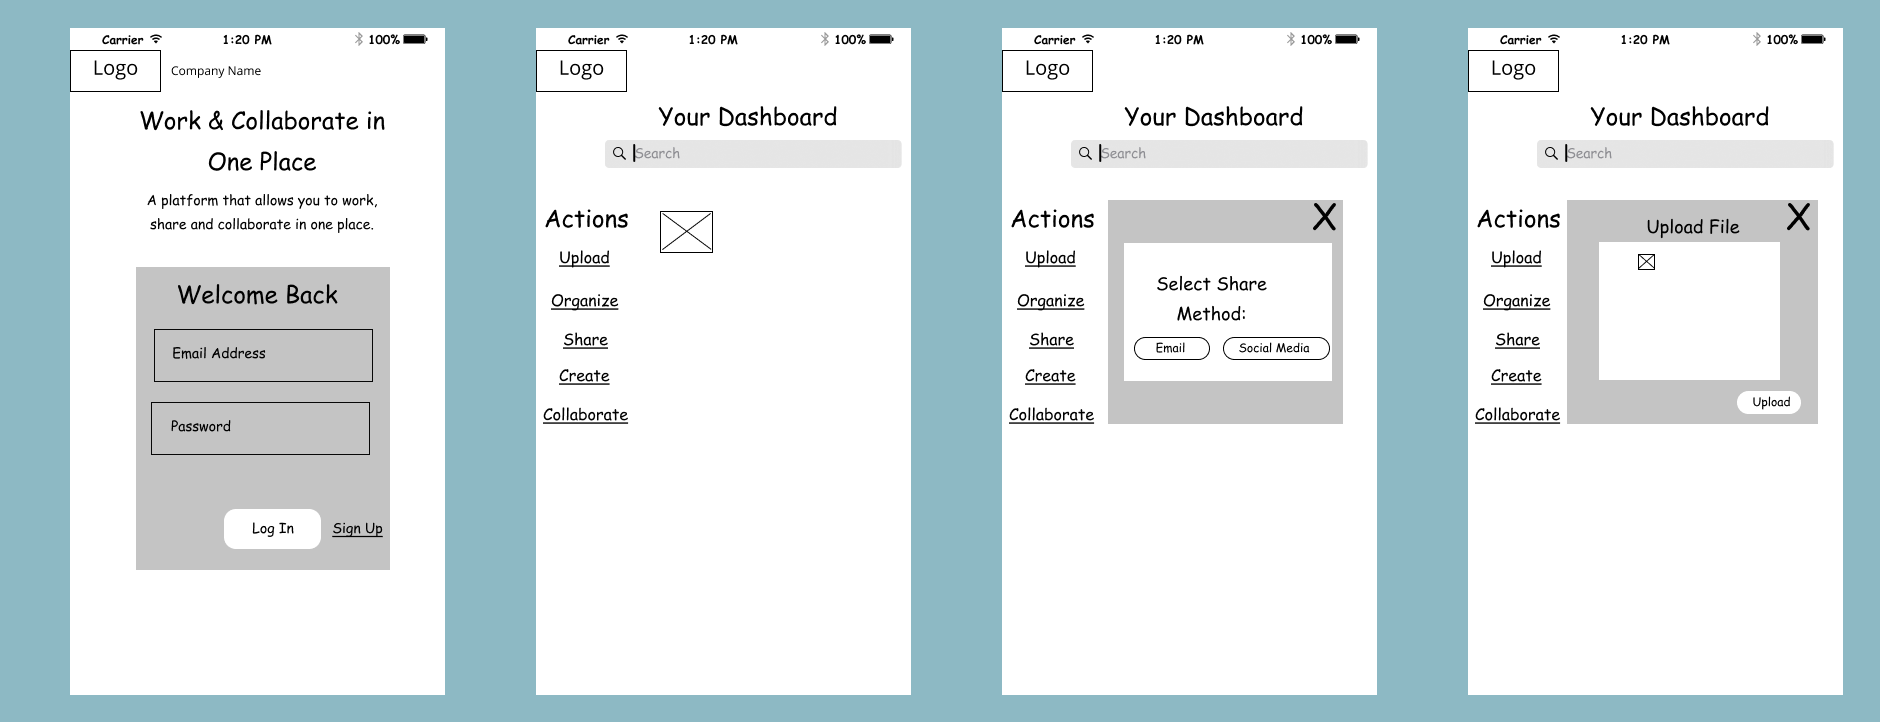 Carrier 1:20 PM 100%
Logo
Company Name
Work & Collaborate in
One Place
A platform that allows you to work,
share and collaborate in one place.
Welcome Back
Email Address
Password
Log In
Sign Up
Carrier 1:20 PM 100%
Logo
Your Dashboard
Search
Actions
Upload
Organize
Share
Create
Collaborate
Carrier 1:20 PM 100%
Logo
Your Dashboard
Search
Actions
Upload
Organize
Share
Create
Collaborate
X
Select Share
Method:
Email
Social Media
Carrier 1:20 PM 100%
Logo
Your Dashboard
Search
Actions
Upload
Organize
Share
Create
Collaborate
Upload File
X
Upload